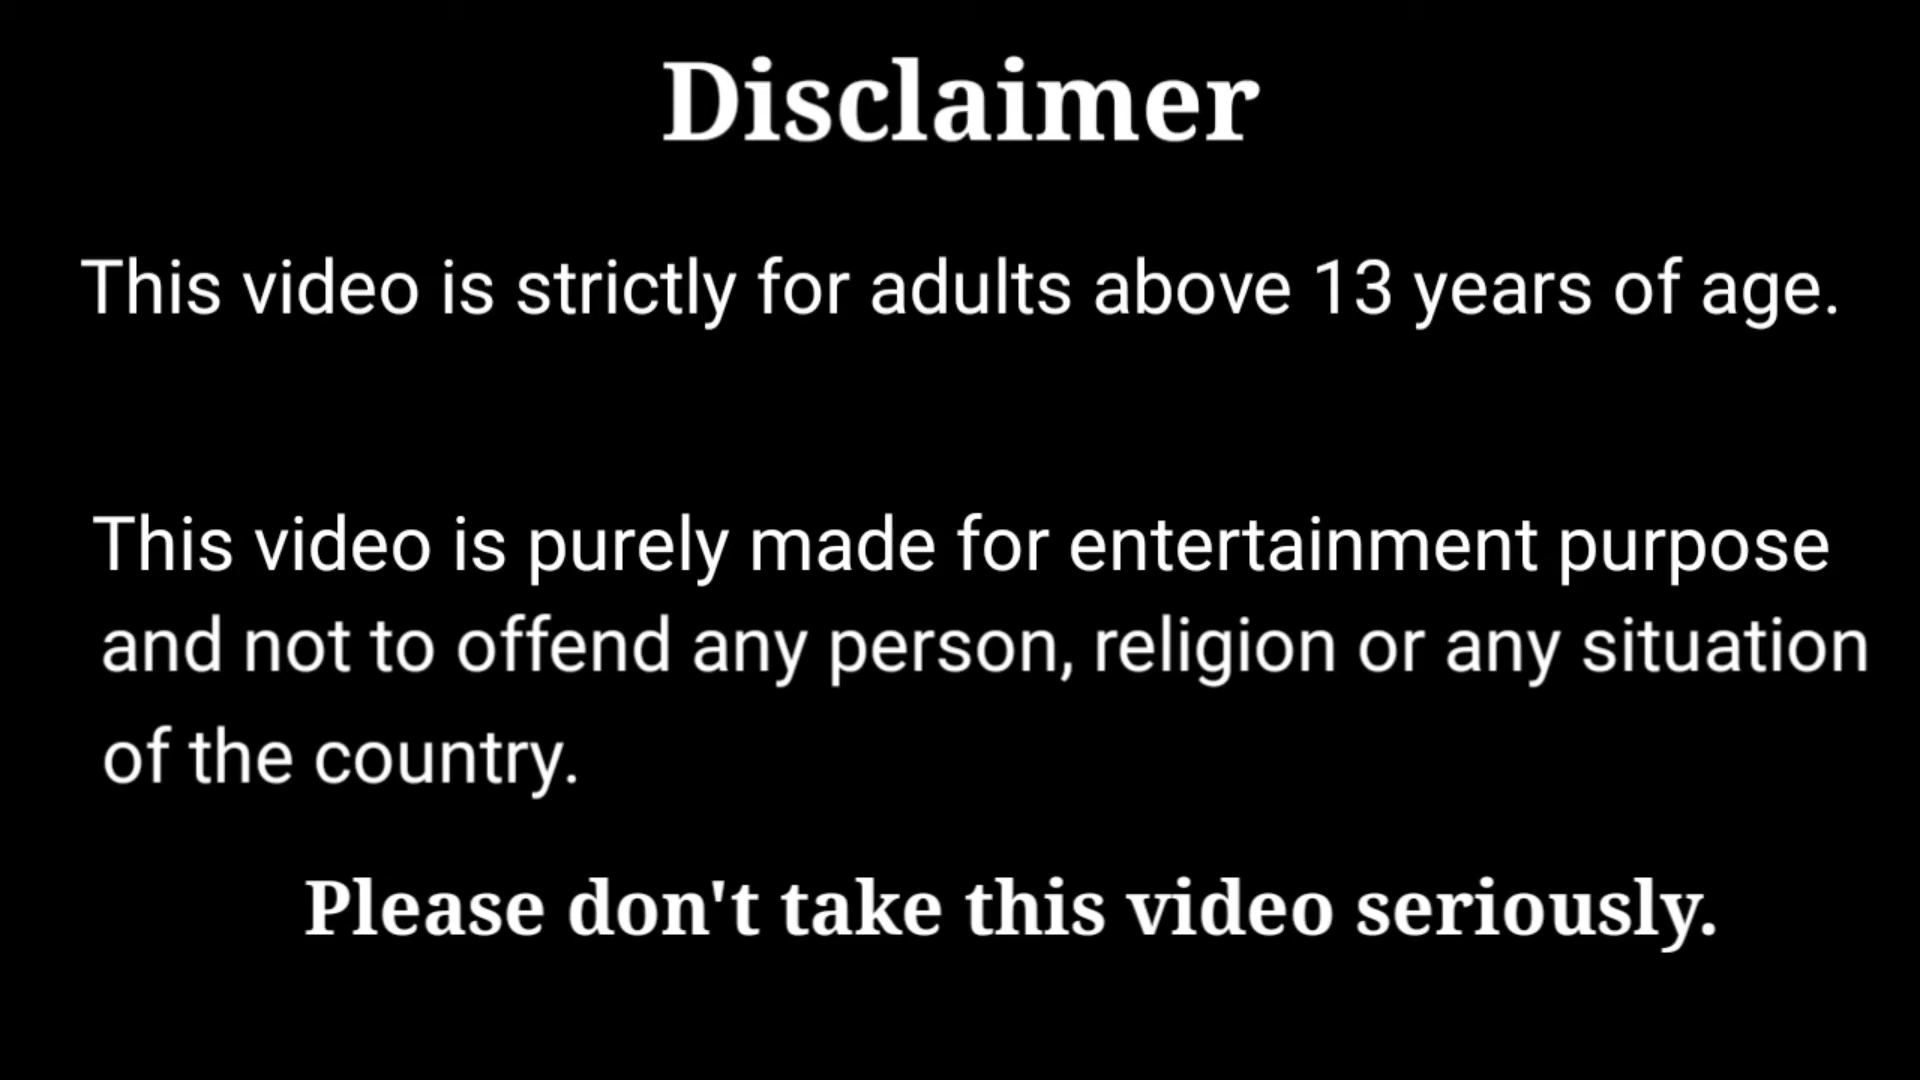 Disclaimer
This video is strictly for adults above 13 years of age.
This video is purely made for entertainment purpose
and not to offend any person, religion or any situation
of the country.
Please don't take this video seriously.